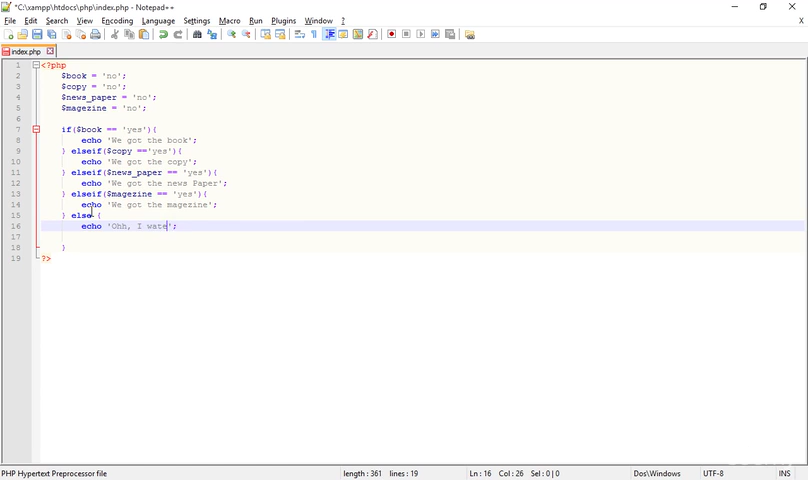 *C:\xampp\htdocs\php\index.php - Notepad++
File Edit Search View Encoding Language Settings Macro Run Plugins Window ? X
index.php
1 <?php
2 $book = 'no';
3 $copy = 'no';
4 $news_paper = 'no';
5 $magezine = 'no';
6
7 if($book == 'yes'){
8 echo 'We got the book';
9 } elseif($copy =='yes'){
10 echo 'We got the copy';
11 } elseif($news_paper == 'yes'){
12 echo 'We got the news Paper';
13 } elseif($magezine == 'yes'){
14 echo 'We got the magezine';
15 } else {
16 echo 'Ohh, I wate';
17
18 }
19 ?>
PHP Hypertext Preprocessor file length : 361 lines : 19 Ln : 16 Col : 26 Sel : 0 | 0 Dos\Windows UTF-8 INS